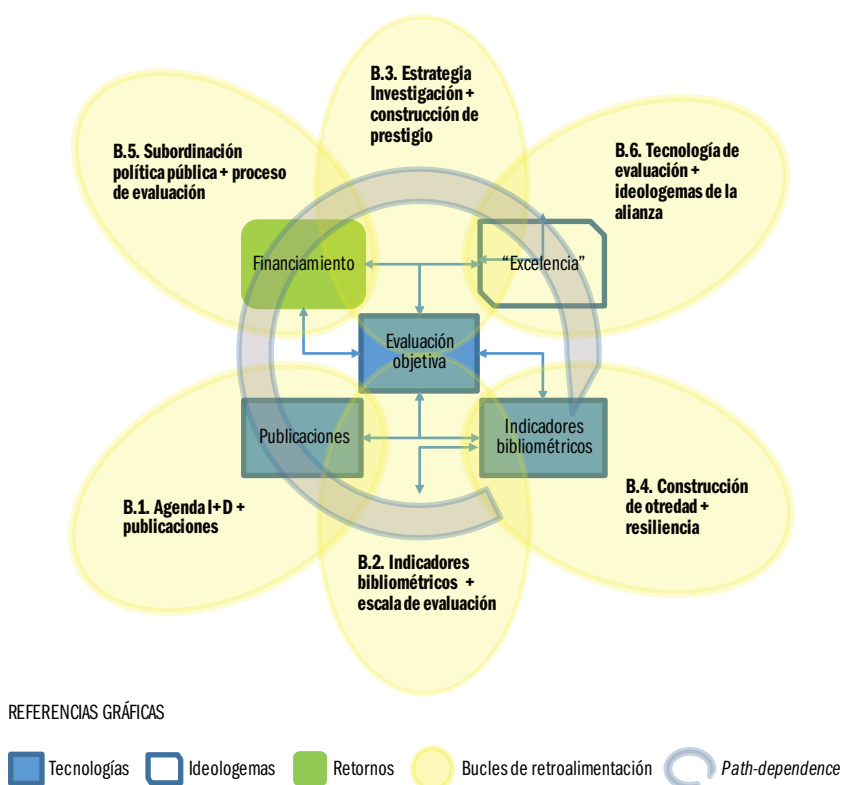 B.3. Estrategia
Investigación +
construcción de
prestigio
B.5. Subordinación
política pública + proceso
de evaluación
B.6. Tecnología de
evaluación +
ideologemas de la
alianza
Financiamiento
“Excelencia”
Evaluación
objetiva
Publicaciones
Indicadores
bibliométricos
B.1. Agenda I+D +
publicaciones
B.4. Construcción
de otredad +
resiliencia
B.2. Indicadores
bibliométricos +
escala de evaluación
REFERENCIAS GRÁFICAS
Tecnologías
Ideologemas
Retornos
Bucles de retroalimentación
Path-dependence